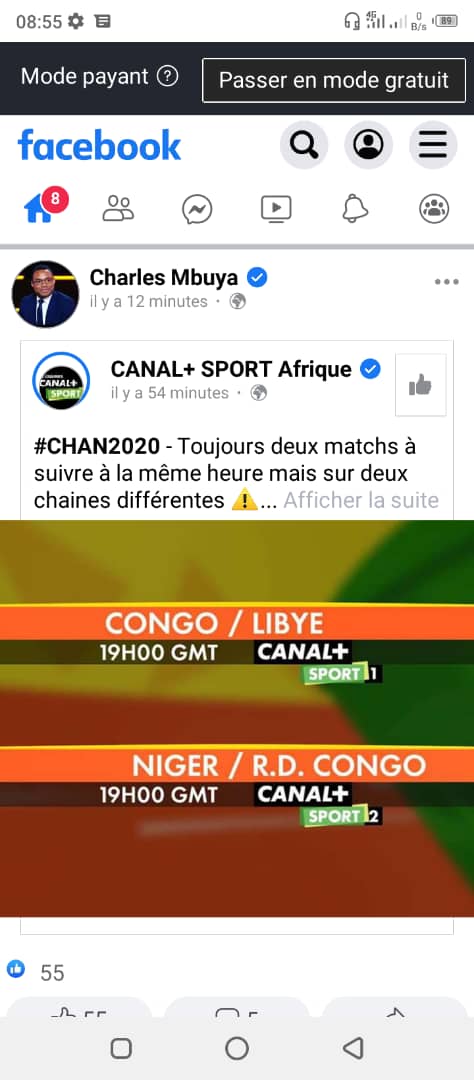 08:55
4G
0
B/s
89
Mode payant ?
Passer en mode gratuit
facebook
8
Charles Mbuya
il y a 12 minutes ·
CANAL+ SPORT Afrique
il y a 54 minutes ·
#CHAN2020 - Toujours deux matchs à
suivre à la même heure mais sur deux
chaines différentes ⚠️... Afficher la suite
CONGO / LIBYE
19H00 GMT CANAL+
SPORT 1
NIGER / R.D. CONGO
19H00 GMT CANAL+
SPORT 2
55